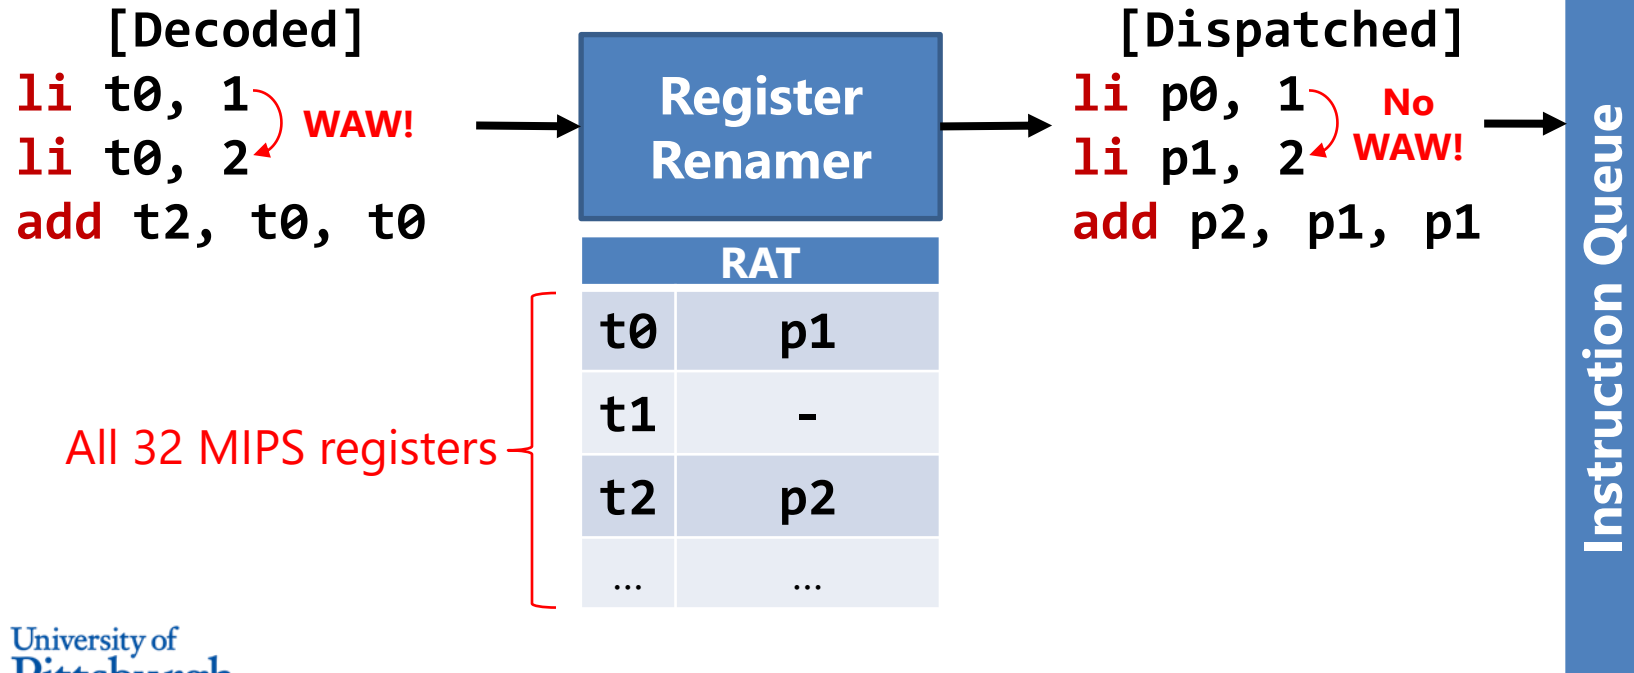 [Decoded]
li t0, 1
li t0, 2
add t2, t0, t0
WAW!
Register
Renamer
[Dispatched]
li p0, 1
li p1, 2
add p2, p1, p1
No
WAW!
Instruction Queue
RAT
t0 p1
t1 -
t2 p2
... ...
All 32 MIPS registers
University of
Pittsburgh